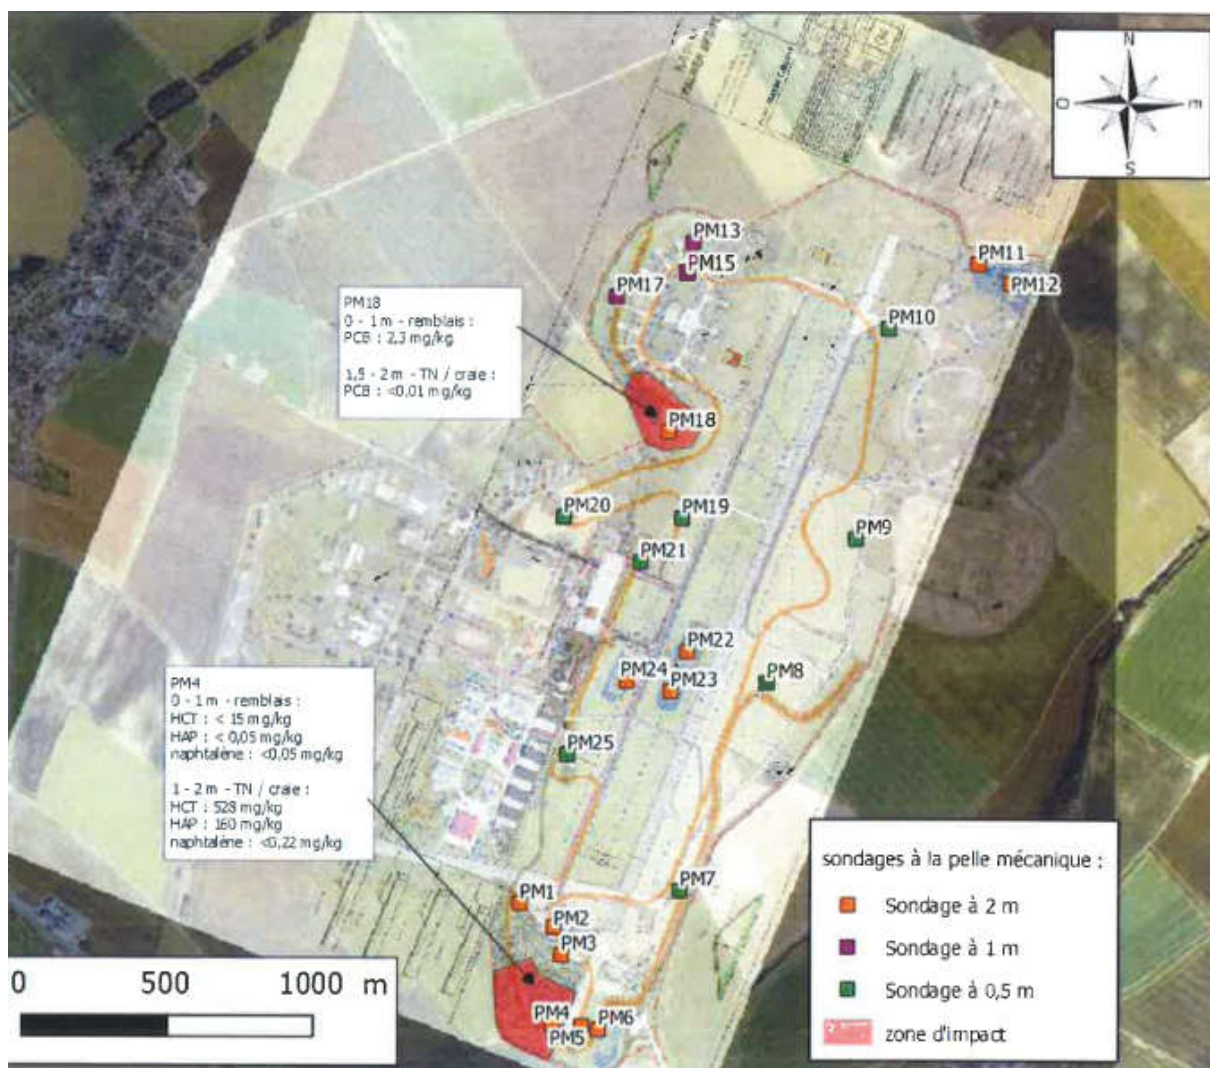 N
O
m
S
PM13
PM15
PM17
PM11
PM12
PM10
PM18
0 - 1 m - remblais :
PCB : 2,3 mg/kg
1,5 - 2 m - TN / craie :
PCB : <0,01 mg/kg
PM18
PM20
PM19
PM9
PM21
PM22
PM24
PM23
PM8
PM4
0 - 1 m - remblais :
HCT : < 15 mg/kg
HAP : < 0,05 mg/kg
naphtalène : <0,05 mg/kg
1 - 2 m - TN / craie :
HCT : 528 mg/kg
HAP : 160 mg/kg
naphtalène : <0,22 mg/kg
PM25
PM7
PM1
PM2
PM3
PM4
PM5
PM6
0 500 1000 m
sondages à la pelle mécanique :
Sondage à 2 m
Sondage à 1 m
Sondage à 0,5 m
zone d'impact